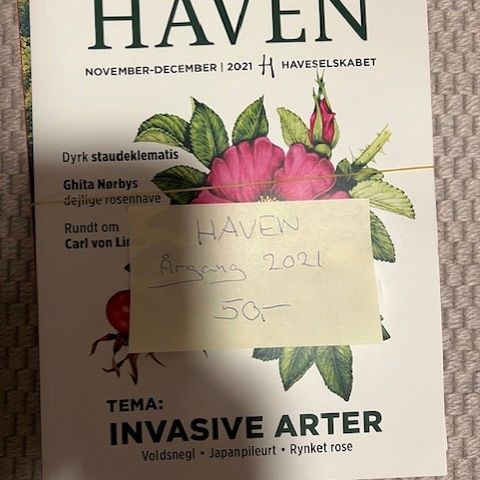 HAVEN
NOVEMBER-DECEMBER | 2021 H HAVESELSKABET
Dyrk staudeklematis
Ghita Nørbys
dejlige rosenhave
Rundt om
Carl von Lin
HAVEN
Årgang 2021
50,-
TEMA:
INVASIVE ARTER
Voldsnegl • Japanpileurt • Rynket rose